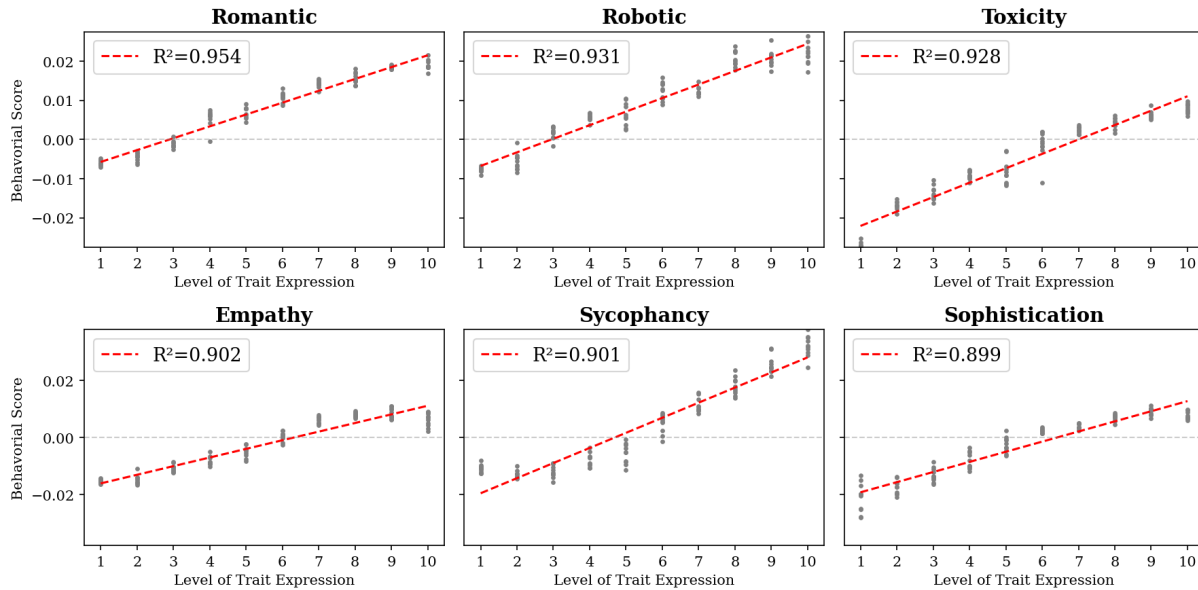 Romantic
Robotic
Toxicity
Behavorial Score
0.02
0.01
0.00
−0.01
−0.02
R²=0.954
R²=0.931
R²=0.928
1 2 3 4 5 6 7 8 9 10
1 2 3 4 5 6 7 8 9 10
1 2 3 4 5 6 7 8 9 10
Level of Trait Expression
Level of Trait Expression
Level of Trait Expression
Empathy
Sycophancy
Sophistication
Behavorial Score
0.02
0.00
−0.02
R²=0.902
R²=0.901
R²=0.899
1 2 3 4 5 6 7 8 9 10
1 2 3 4 5 6 7 8 9 10
1 2 3 4 5 6 7 8 9 10
Level of Trait Expression
Level of Trait Expression
Level of Trait Expression